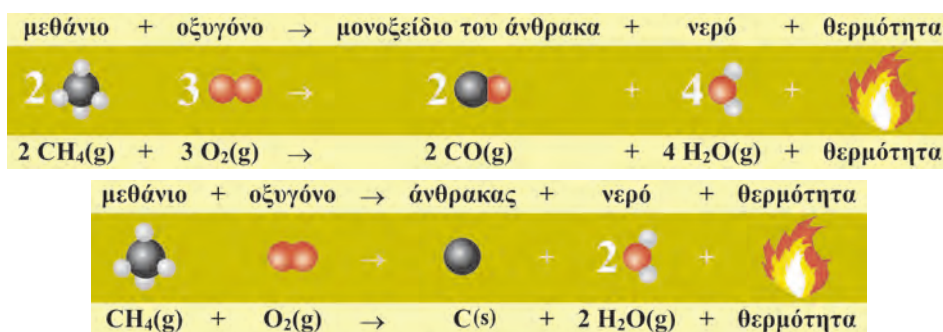 μεθάνιο + οξυγόνο → μονοξείδιο του άνθρακα + νερό + θερμότητα
2 3 → 2 + 4 +
2 CH₄(g) + 3 O₂(g) → 2 CO(g) + 4 H₂O(g) + θερμότητα
μεθάνιο + οξυγόνο → άνθρακας + νερό + θερμότητα
→ + 2 +
CH₄(g) + O₂(g) → C(s) + 2 H₂O(g) + θερμότητα